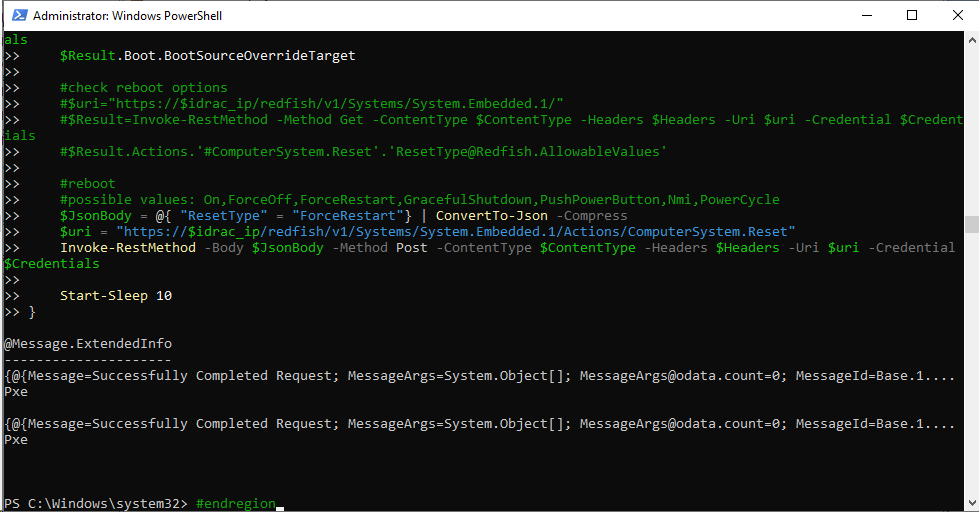 Administrator: Windows PowerShell
als
>>     $Result.Boot.BootSourceOverrideTarget
>>
>>     #check reboot options
>>     #$uri="https://$idrac_ip/redfish/v1/Systems/System.Embedded.1/"
>>     #$Result=Invoke-RestMethod -Method Get -ContentType $ContentType -Headers $Headers -Uri $uri -Credential $Credent
ials
>>     #$Result.Actions.'#ComputerSystem.Reset'.'ResetType@Redfish.AllowableValues'
>>
>>     #reboot
>>     #possible values: On,ForceOff,ForceRestart,GracefulShutdown,PushPowerButton,Nmi,PowerCycle
>>     $JsonBody = @{ "ResetType" = "ForceRestart"} | ConvertTo-Json -Compress
>>     $uri = "https://$idrac_ip/redfish/v1/Systems/System.Embedded.1/Actions/ComputerSystem.Reset"
>>     Invoke-RestMethod -Body $JsonBody -Method Post -ContentType $ContentType -Headers $Headers -Uri $uri -Credential
$Credentials
>>
>>     Start-Sleep 10
>> }
@Message.ExtendedInfo
---------------------
{@{Message=Successfully Completed Request; MessageArgs=System.Object[]; MessageArgs@odata.count=0; MessageId=Base.1....
Pxe
{@{Message=Successfully Completed Request; MessageArgs=System.Object[]; MessageArgs@odata.count=0; MessageId=Base.1....
Pxe
PS C:\Windows\system32> #endregion